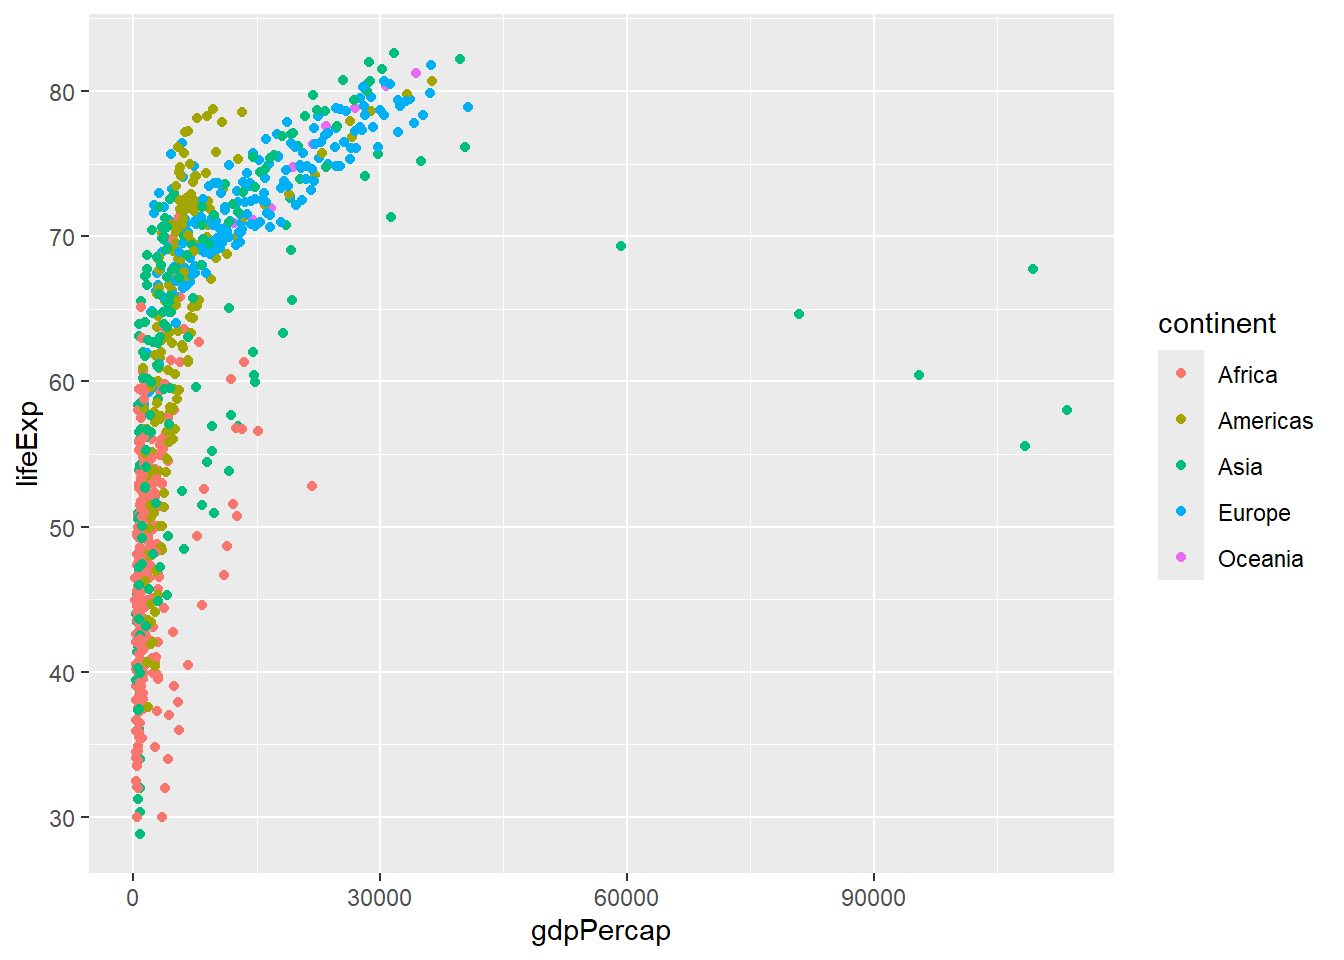 lifeExp
80
70
60
50
40
30
0
30000
60000
90000
gdpPercap
continent
Africa
Americas
Asia
Europe
Oceania